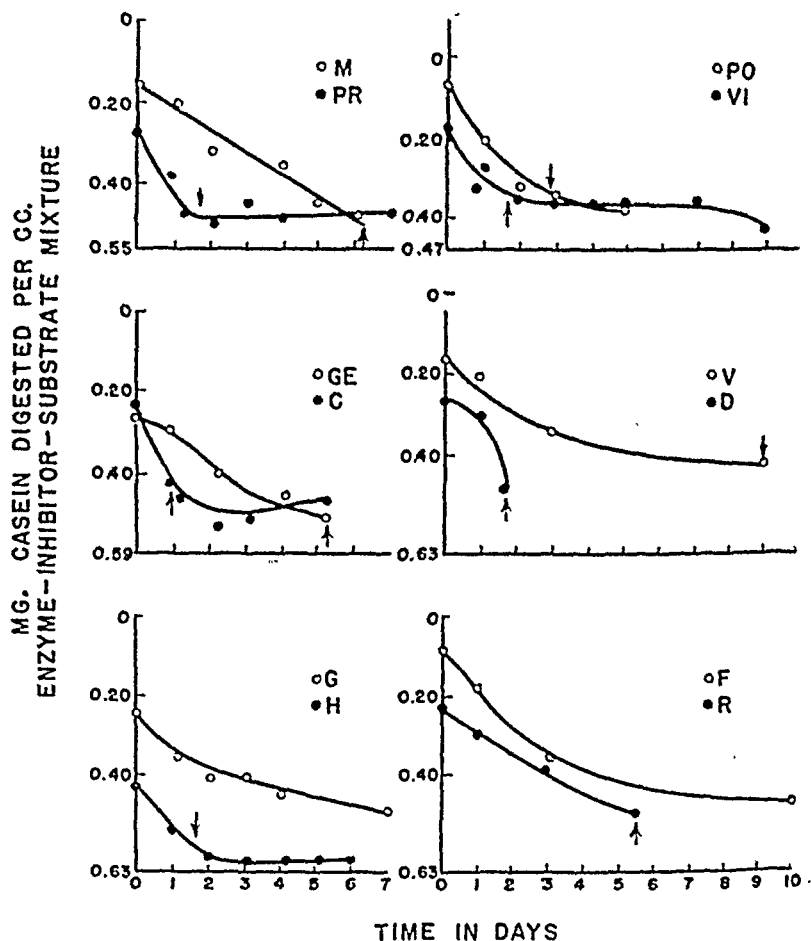 MG. CASEIN DIGESTED PER CC.
ENZYME-INHIBITOR-SUBSTRATE MIXTURE
0
0.20
0.40
0.55
M
PR
0
0.20
0.40
0.47
PO
VI
0
0.20
0.40
0.59
GE
C
0
0.20
0.40
0.63
V
D
0
0.20
0.40
0.63
G
H
0 1 2 3 4 5 6 7
0
0.20
0.40
0.63
F
R
0 1 2 3 4 5 6 7 8 9 10
TIME IN DAYS